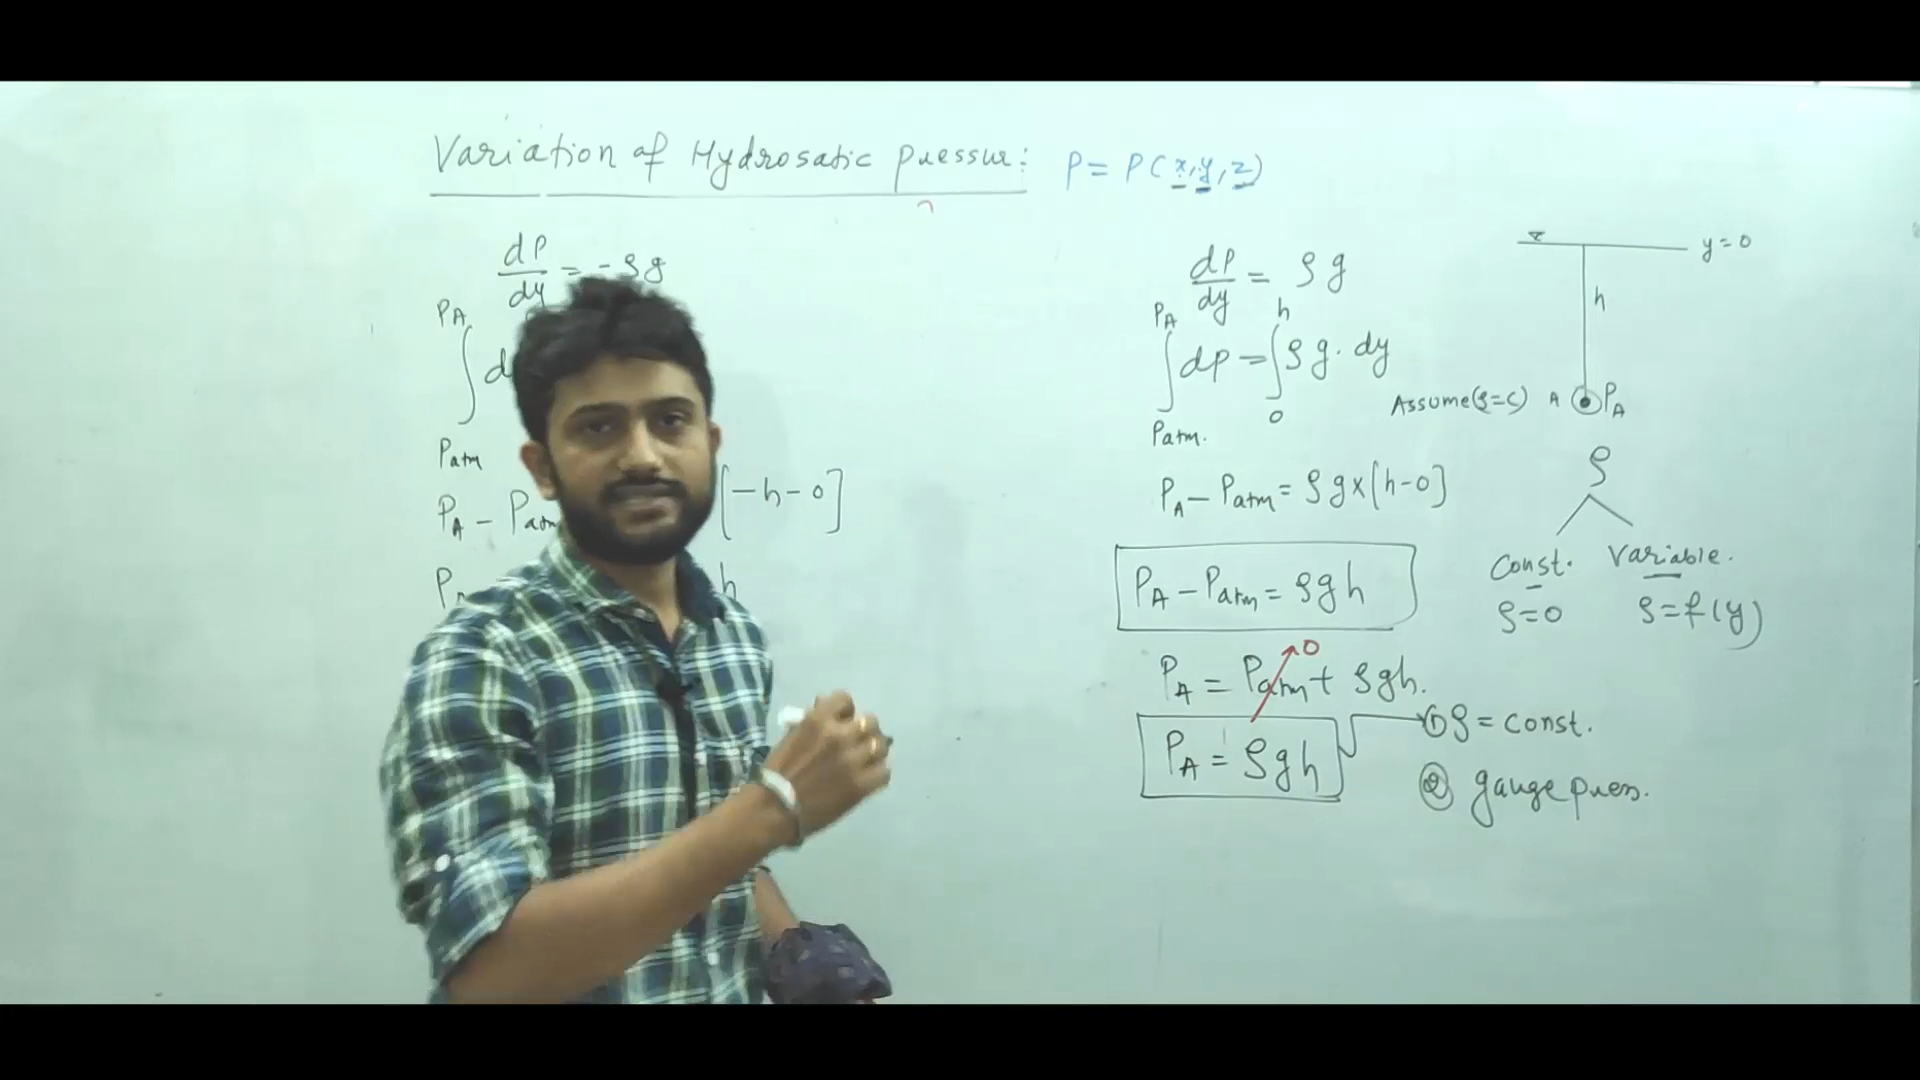 Variation of Hydrosatic pressur: P = P(x,y,z)
dP/dy = -ρg
PA
∫ d
Patm
PA - Patm [-h-0]
P h
dP/dy = ρg
PA h
∫ dp = ∫ ρg. dy
Patm. 0
PA - Patm = ρg×[h-0]
PA - Patm = ρgh
0
PA = Patm + ρgh.
PA = ρgh
① ρ = const.
② gauge press.
y=0
h
Assume(ρ=C) A PA
ρ
Const. Variable.
ρ=0 ρ=f(y)